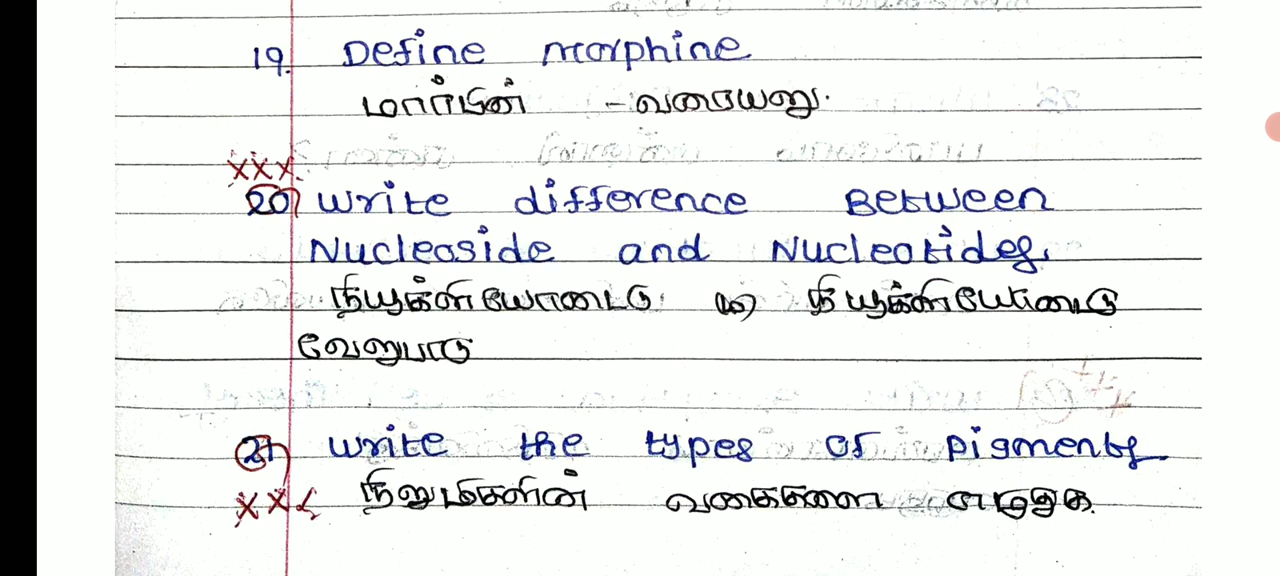 19. Define morphine
மார்பின் - வரையறு.
xxx
20) Write difference Between
Nucleoside and Nucleotides.
நியூக்ளியோடைடு (ம) நியூக்ளியோடைடு
வேறுபாடு
21) Write the types of pigments
xxx நிறமிகளின் வகைகளை எழுதுக.